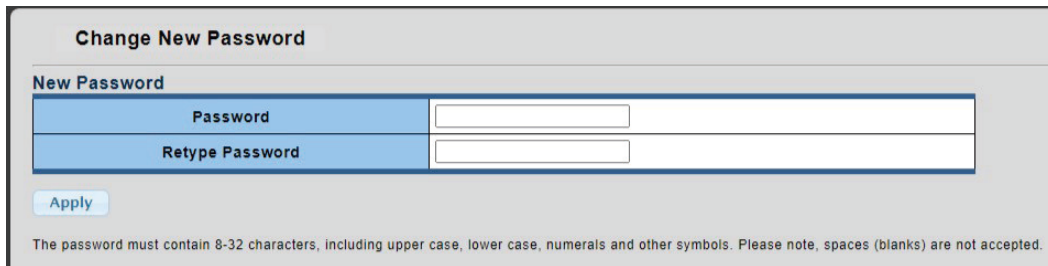 Change New Password
New Password
Password
Retype Password
Apply
The password must contain 8-32 characters, including upper case, lower case, numerals and other symbols. Please note, spaces (blanks) are not accepted.